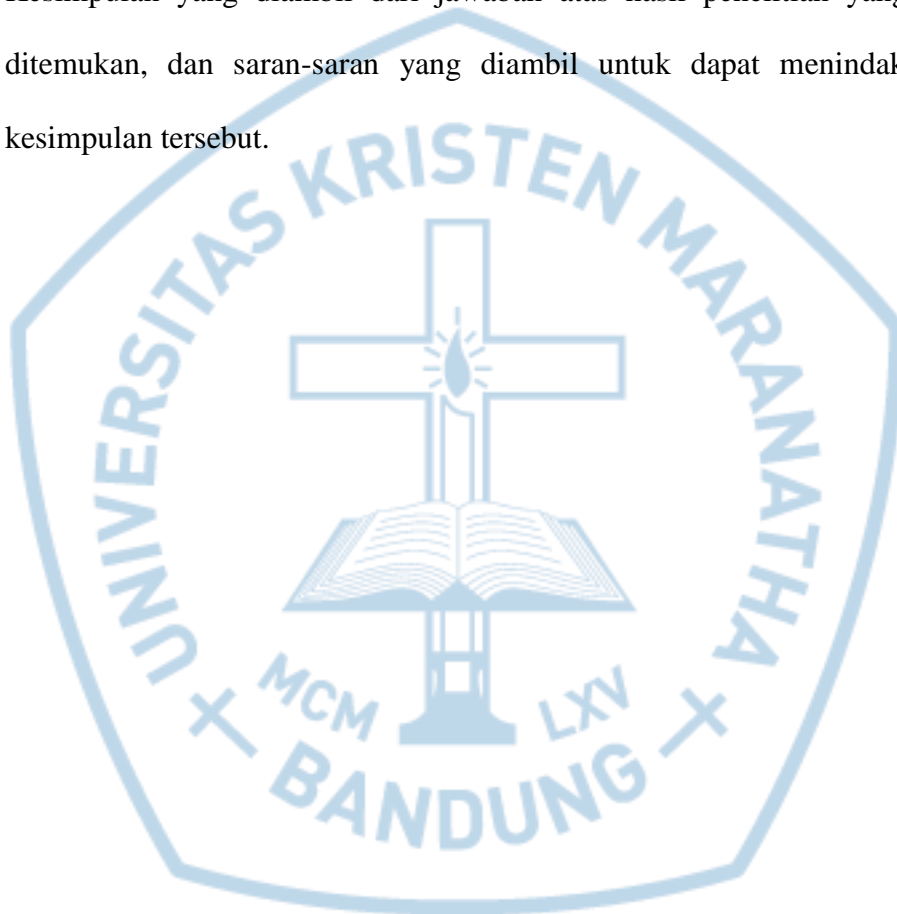 Kesimpulan yang diambil dari jawaban atas hasil penelitian yang
ditemukan, dan saran-saran yang diambil untuk dapat menindak
kesimpulan tersebut.
UNIVERSITAS KRISTEN MARANATHA
MCM LXV
BANDUNG